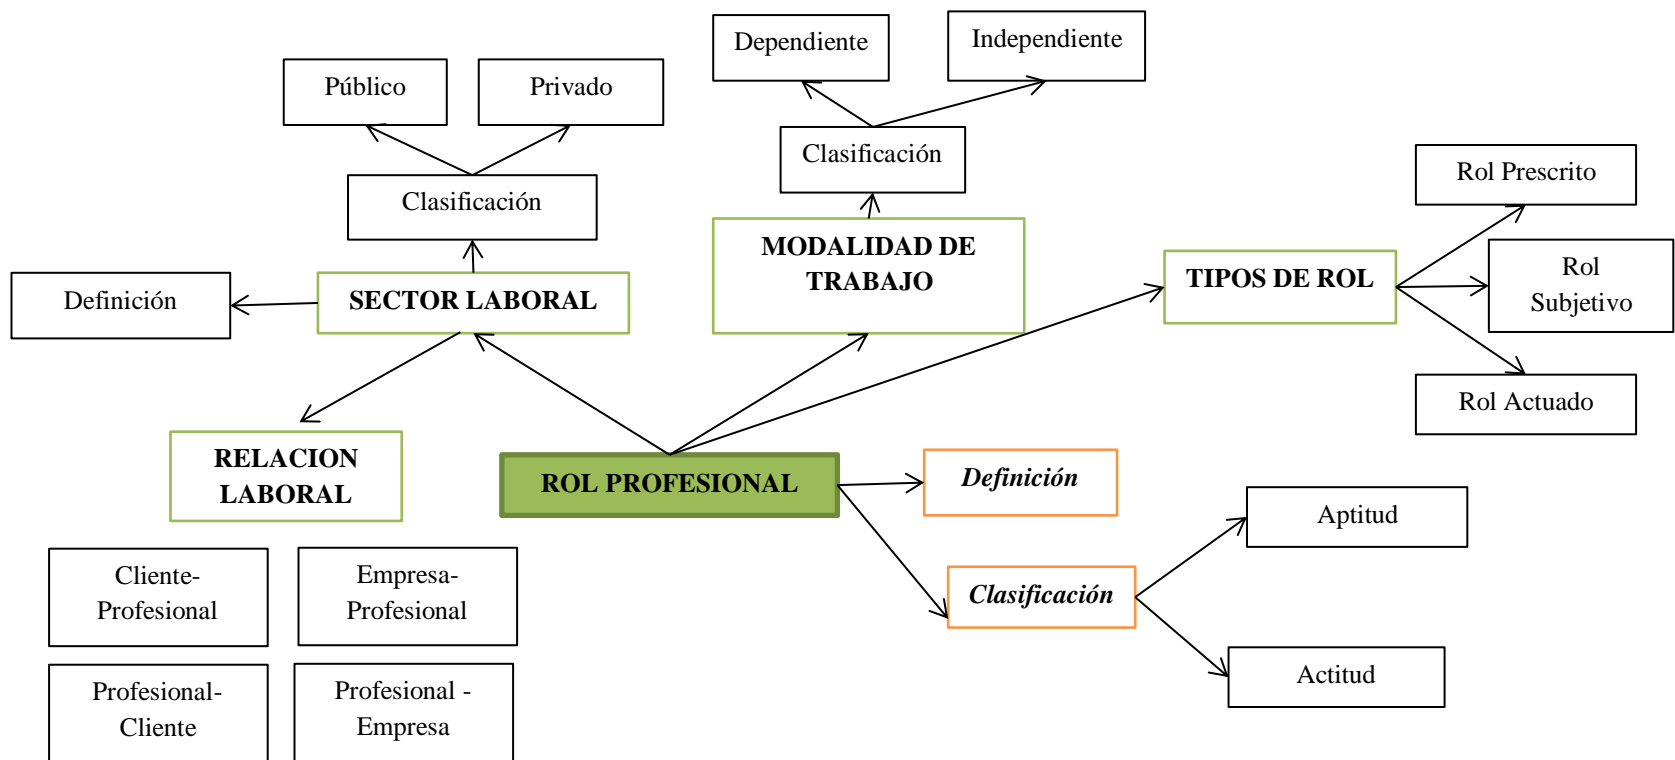 Dependiente
Independiente
Público
Privado
Clasificación
Rol Prescrito
Clasificación
MODALIDAD DE
TRABAJO
Rol
Subjetivo
TIPOS DE ROL
Definición
SECTOR LABORAL
Rol Actuado
RELACION
LABORAL
ROL PROFESIONAL
Definición
Aptitud
Cliente-
Profesional
Empresa-
Profesional
Clasificación
Actitud
Profesional-
Cliente
Profesional -
Empresa